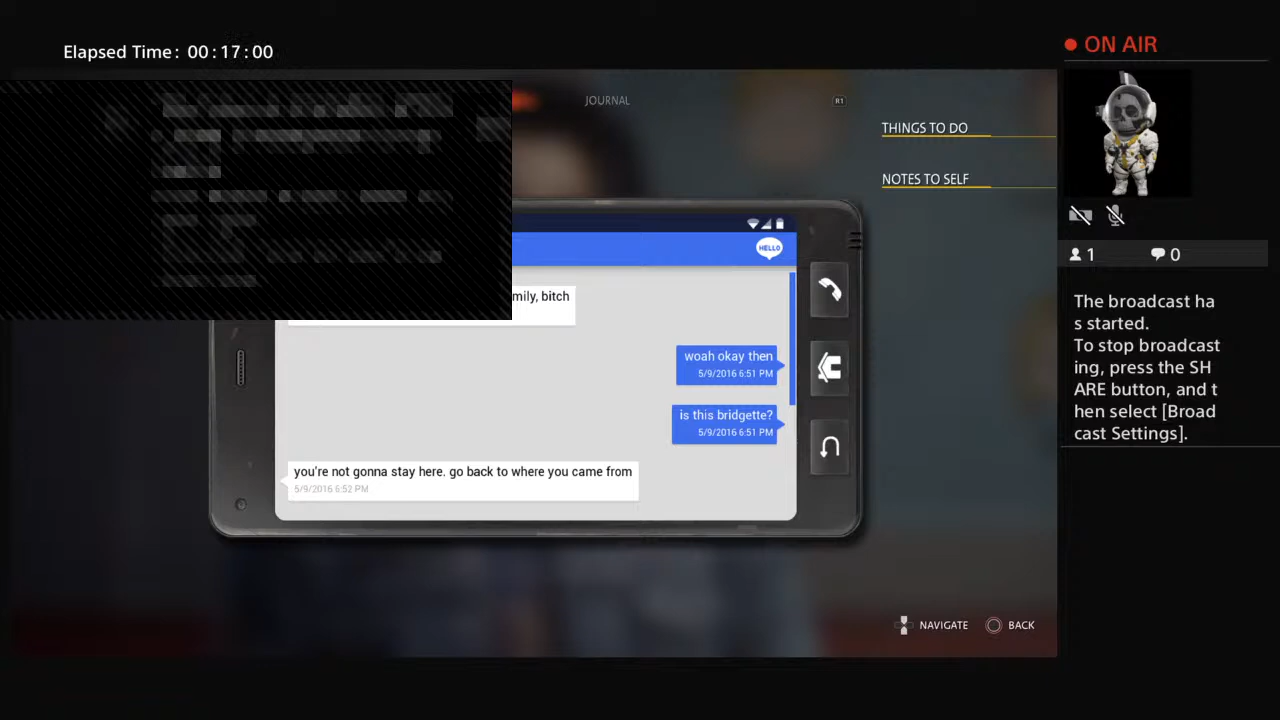 Elapsed Time: 00:17:00
ON AIR
JOURNAL
R1
THINGS TO DO
NOTES TO SELF
HELLO
1
0
bitch
woah okay then
5/9/2016 6:51 PM
is this bridgette?
5/9/2016 6:51 PM
you're not gonna stay here. go back to where you came from
5/9/2016 6:52 PM
The broadcast ha
s started.
To stop broadcast
ing, press the SH
ARE button, and t
hen select [Broad
cast Settings].
NAVIGATE
BACK